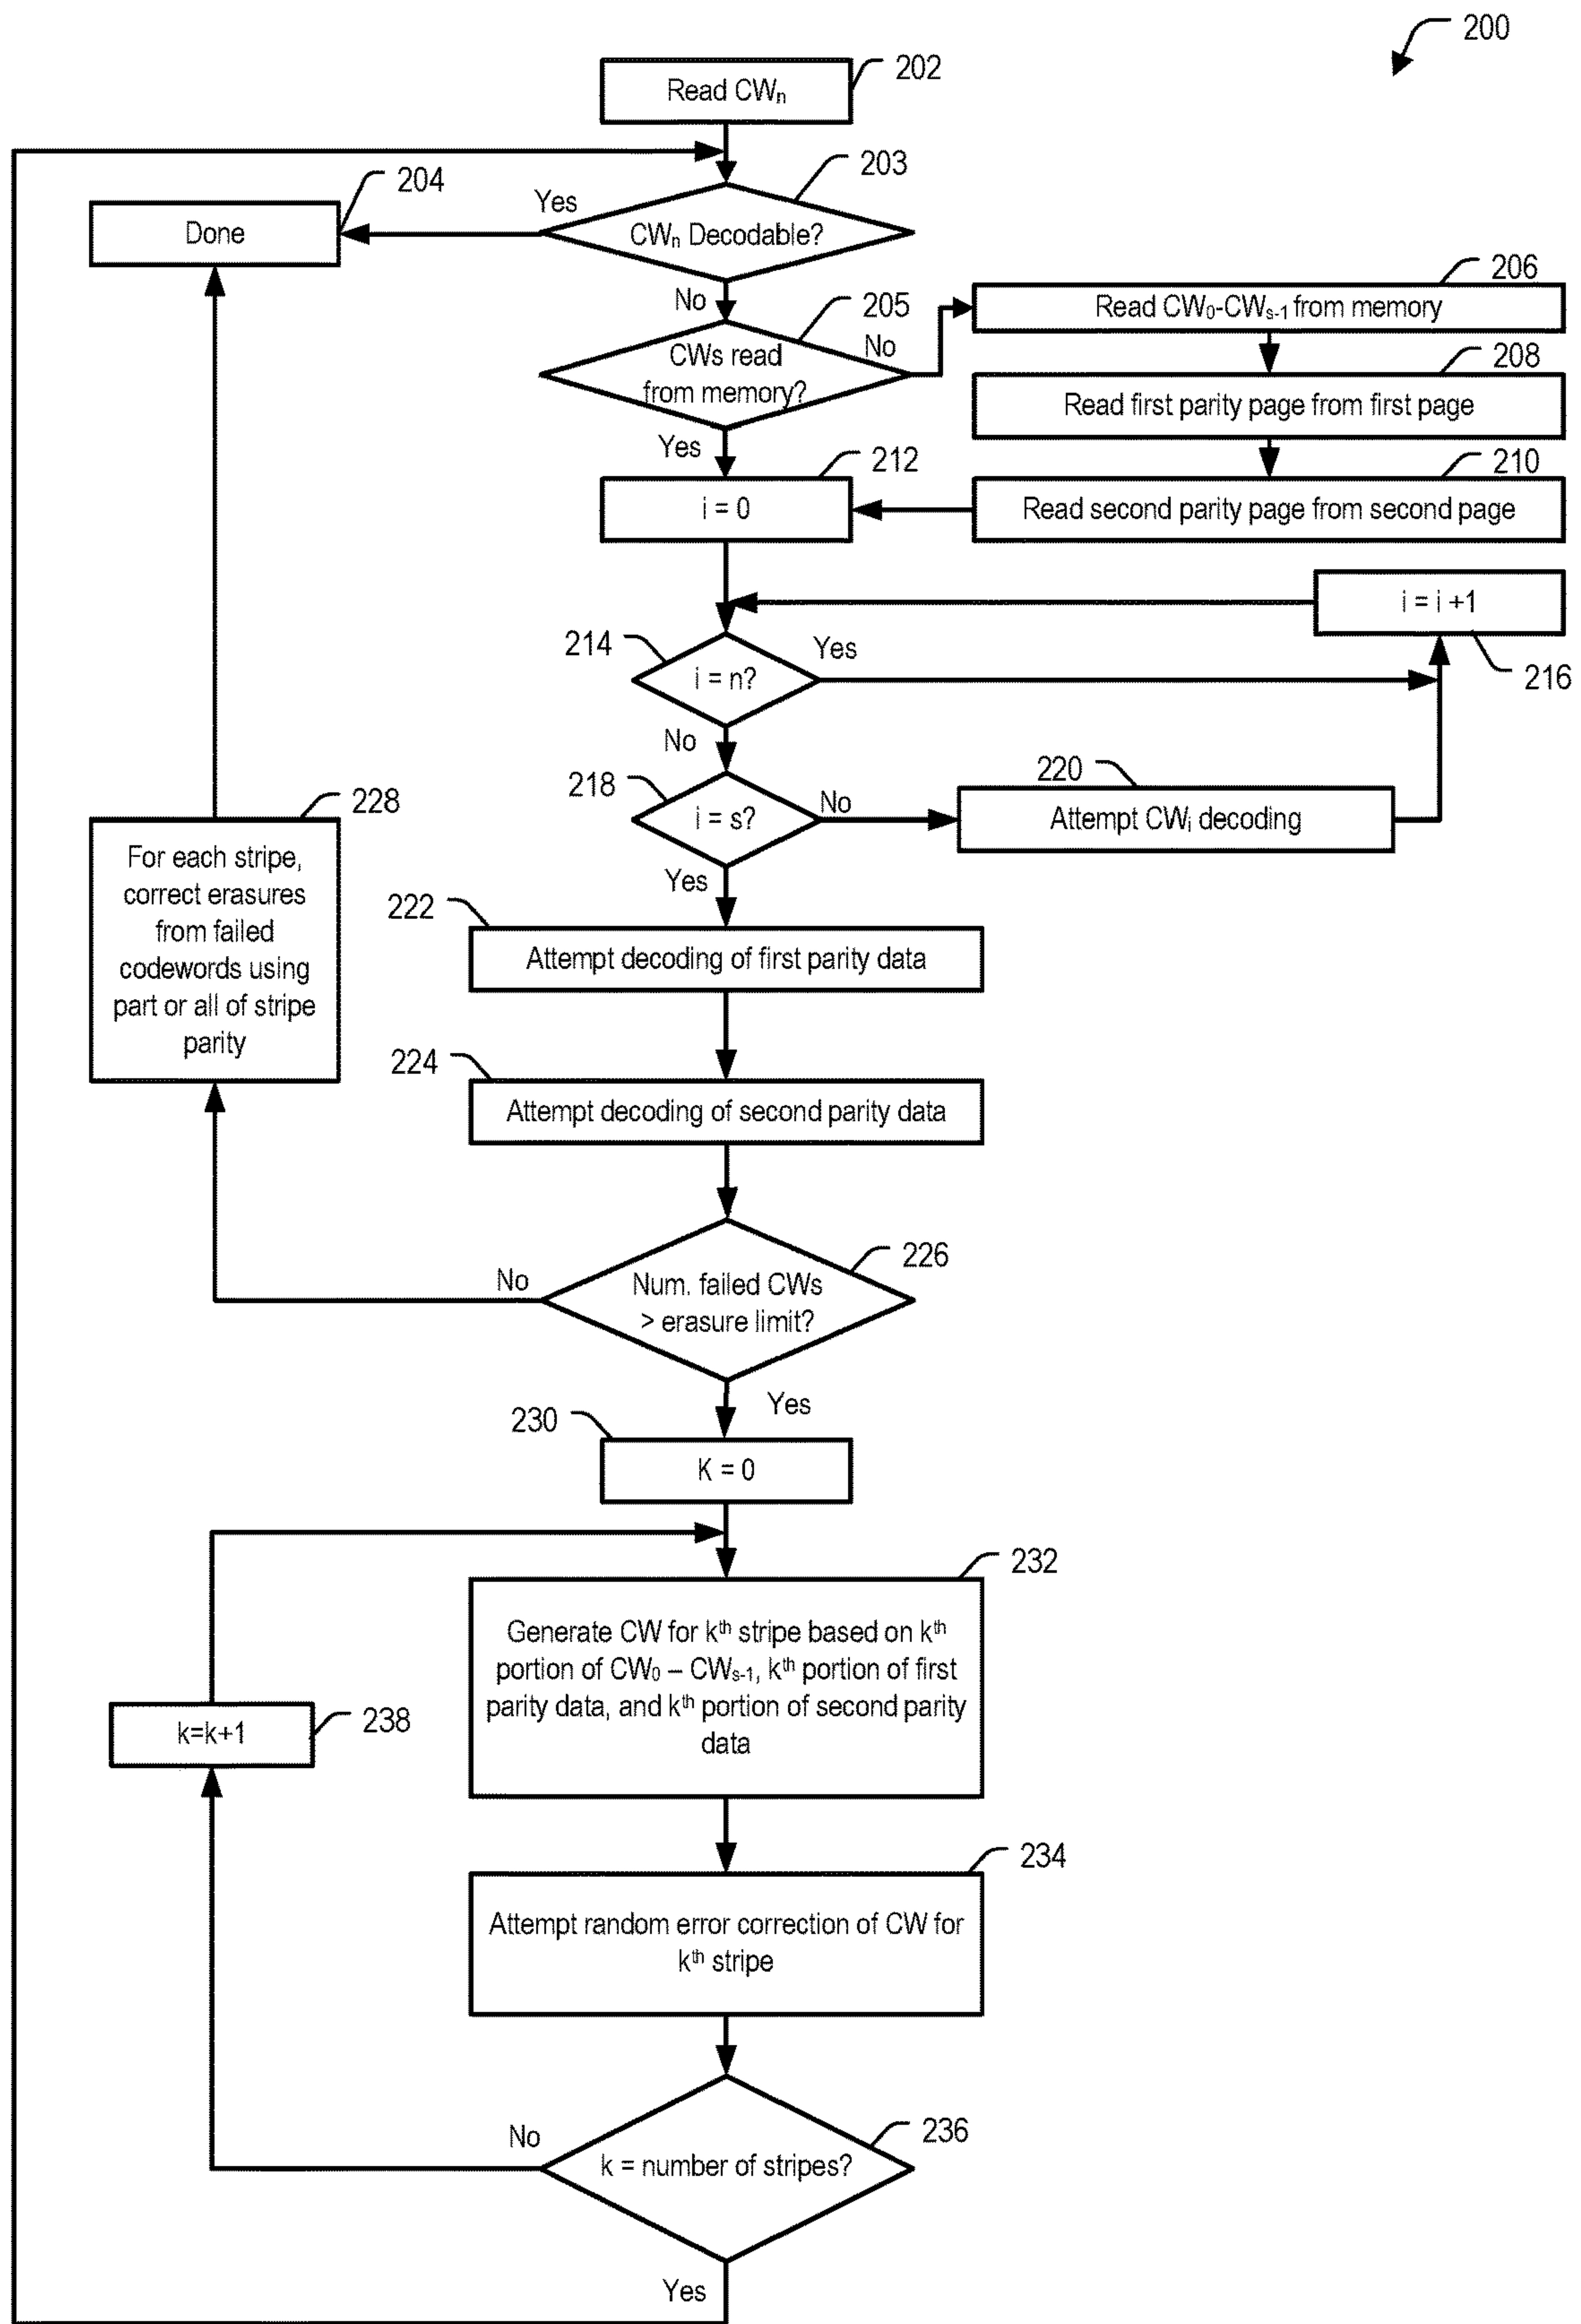 200
202
Read CWₙ
203
204
Yes
Done
CWₙ Decodable?
206
No
205
Read CW₀-CWₛ₋₁ from memory
No
CWs read
from memory?
208
Read first parity page from first page
Yes
212
210
i = 0
Read second parity page from second page
i = i +1
214
Yes
i = n?
216
No
218
220
i = s?
No
Attempt CWᵢ decoding
228
For each stripe,
correct erasures
from failed
codewords using
part or all of stripe
parity
Yes
222
Attempt decoding of first parity data
224
Attempt decoding of second parity data
226
No
Num. failed CWs
> erasure limit?
Yes
230
K = 0
232
Generate CW for kᵗʰ stripe based on kᵗʰ
portion of CW₀ – CWₛ₋₁, kᵗʰ portion of first
parity data, and kᵗʰ portion of second parity
data
238
k=k+1
234
Attempt random error correction of CW for
kᵗʰ stripe
236
No
k = number of stripes?
Yes